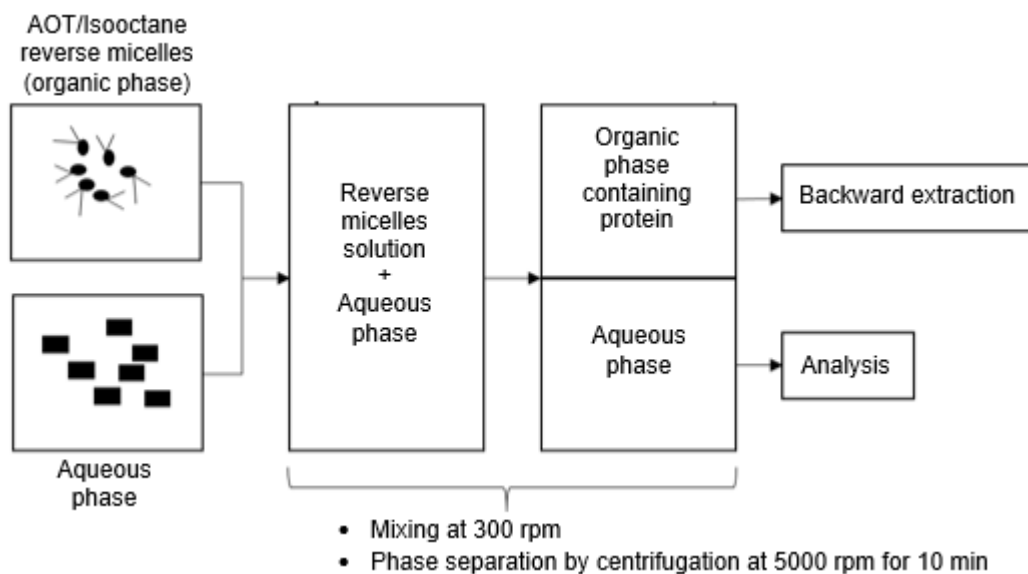 AOT/Isooctane
reverse micelles
(organic phase)
Aqueous
phase
Reverse
micelles
solution
+
Aqueous
phase
Organic
phase
containing
protein
Aqueous
phase
Backward extraction
Analysis
• Mixing at 300 rpm
• Phase separation by centrifugation at 5000 rpm for 10 min